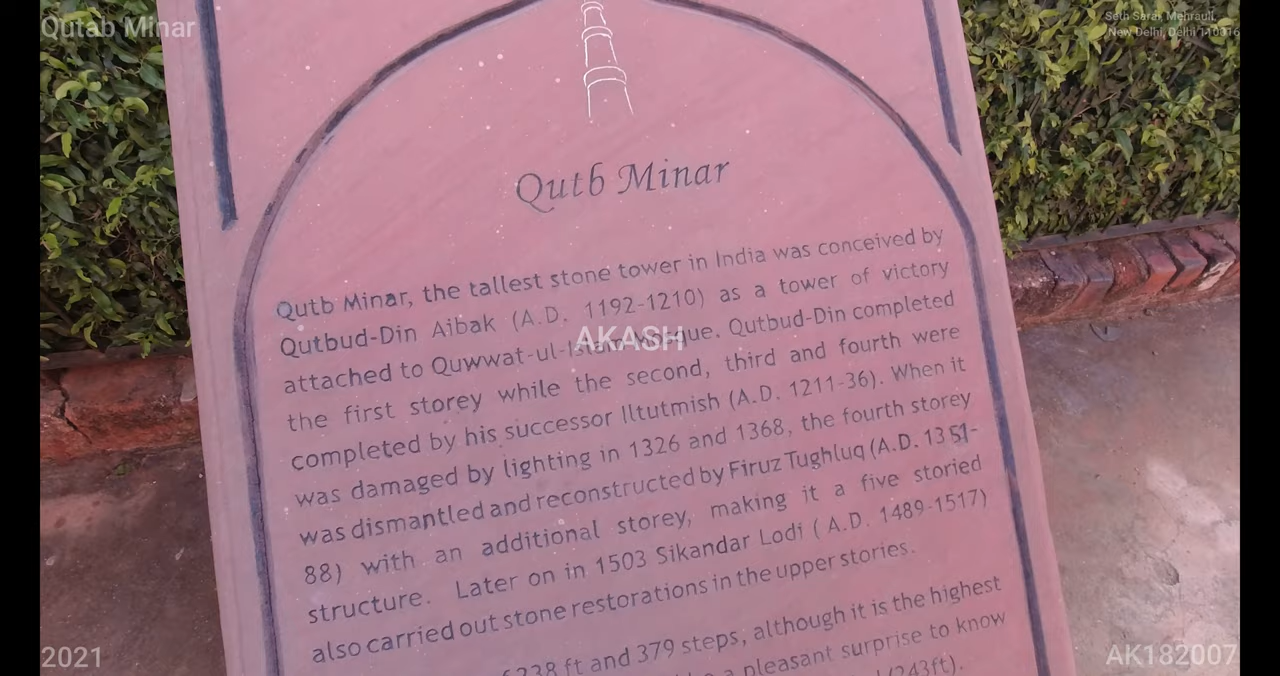 Qutab Minar
Seth Sarai, Mehrauli,
New Delhi, Delhi 110016
Qutb Minar
Qutb Minar, the tallest stone tower in India was conceived by
Qutbud-Din Aibak (A.D. 1192-1210) as a tower of victory
attached to Quwwat-ul-Islam Mosque. Qutbud-Din completed
AKASH
the first storey while the second, third and fourth were
completed by his successor Iltutmish (A.D. 1211-36). When it
was damaged by lighting in 1326 and 1368, the fourth storey
was dismantled and reconstructed by Firuz Tughluq (A.D. 1351-
88) with an additional storey, making it a five storied
structure. Later on in 1503 Sikandar Lodi ( A.D. 1489-1517)
also carried out stone restorations in the upper stories.
238 ft and 379 steps, although it is the highest
a pleasant surprise to know
(243ft).
2021
AK182007